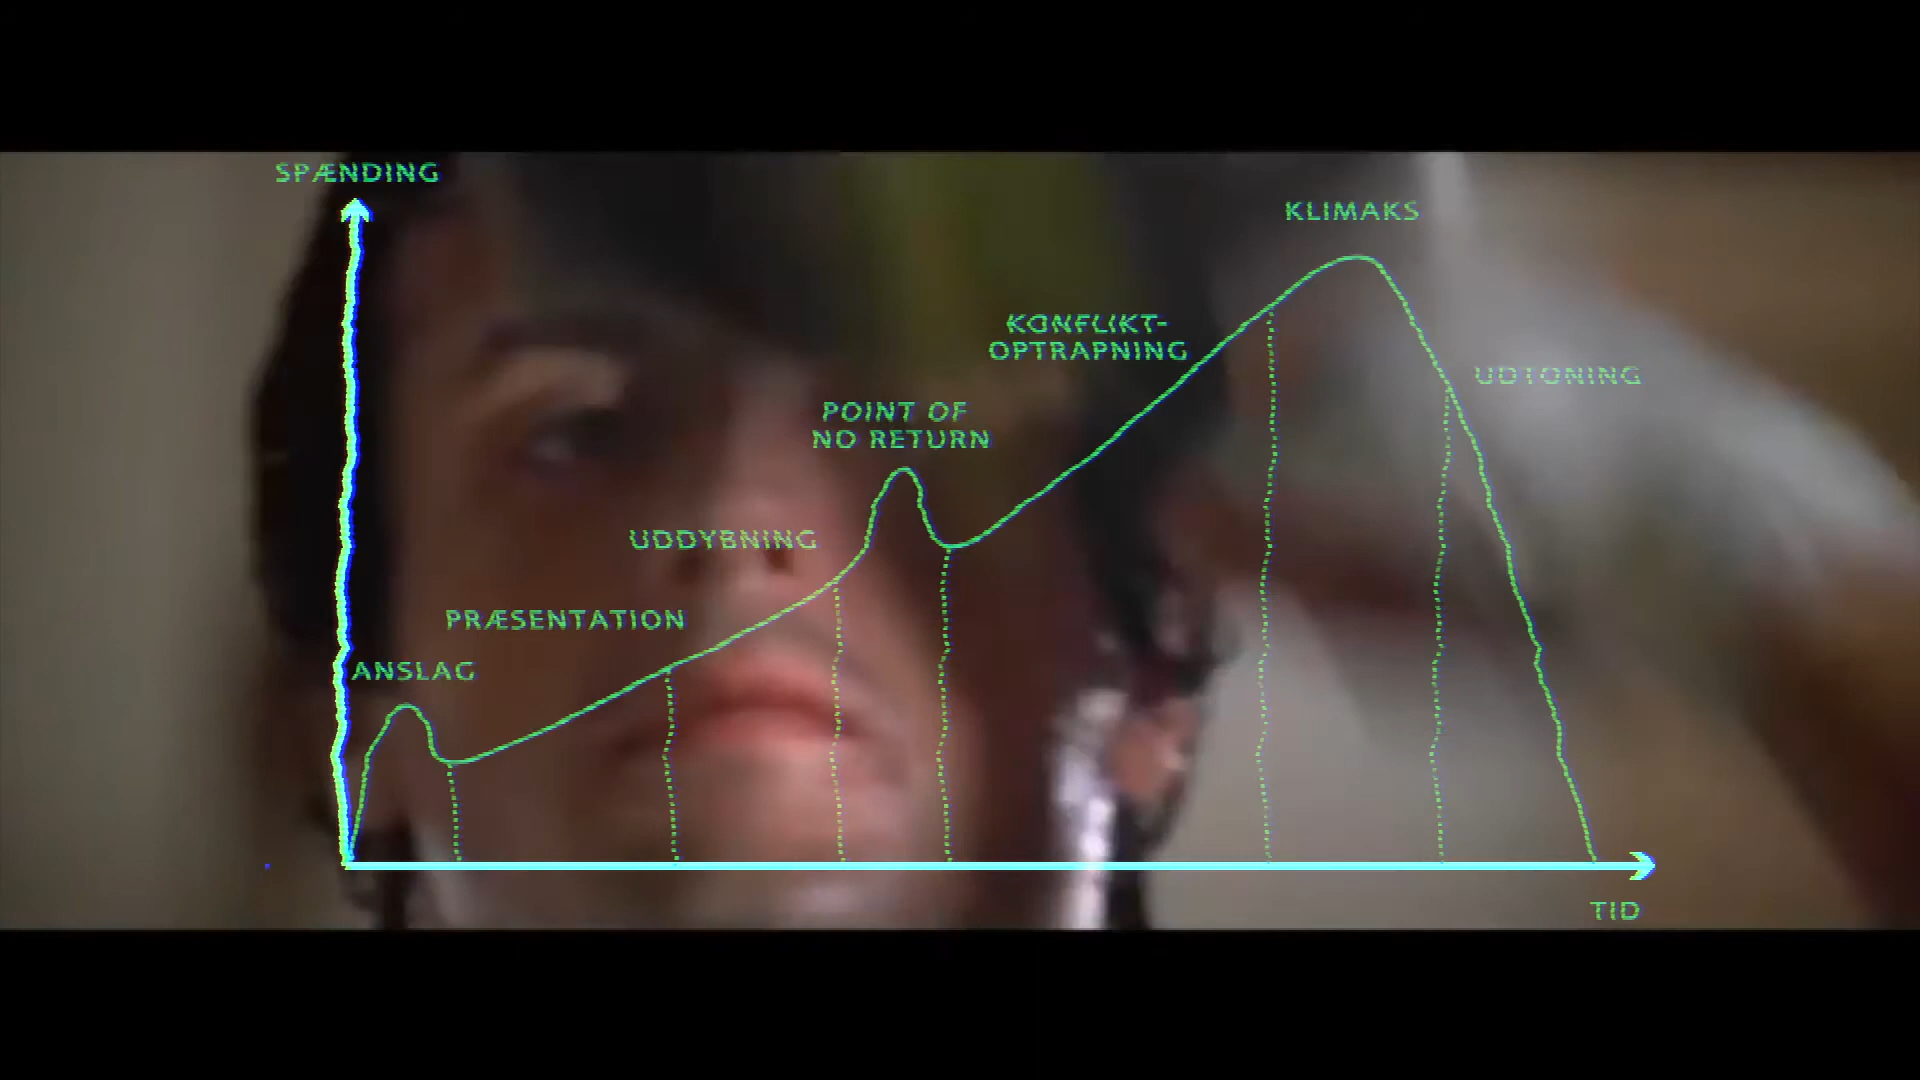 SPÆNDING
KLIMAKS
KONFLIKT-
OPTRAPNING
UDTONING
POINT OF
NO RETURN
UDDYBNING
PRÆSENTATION
ANSLAG
TID